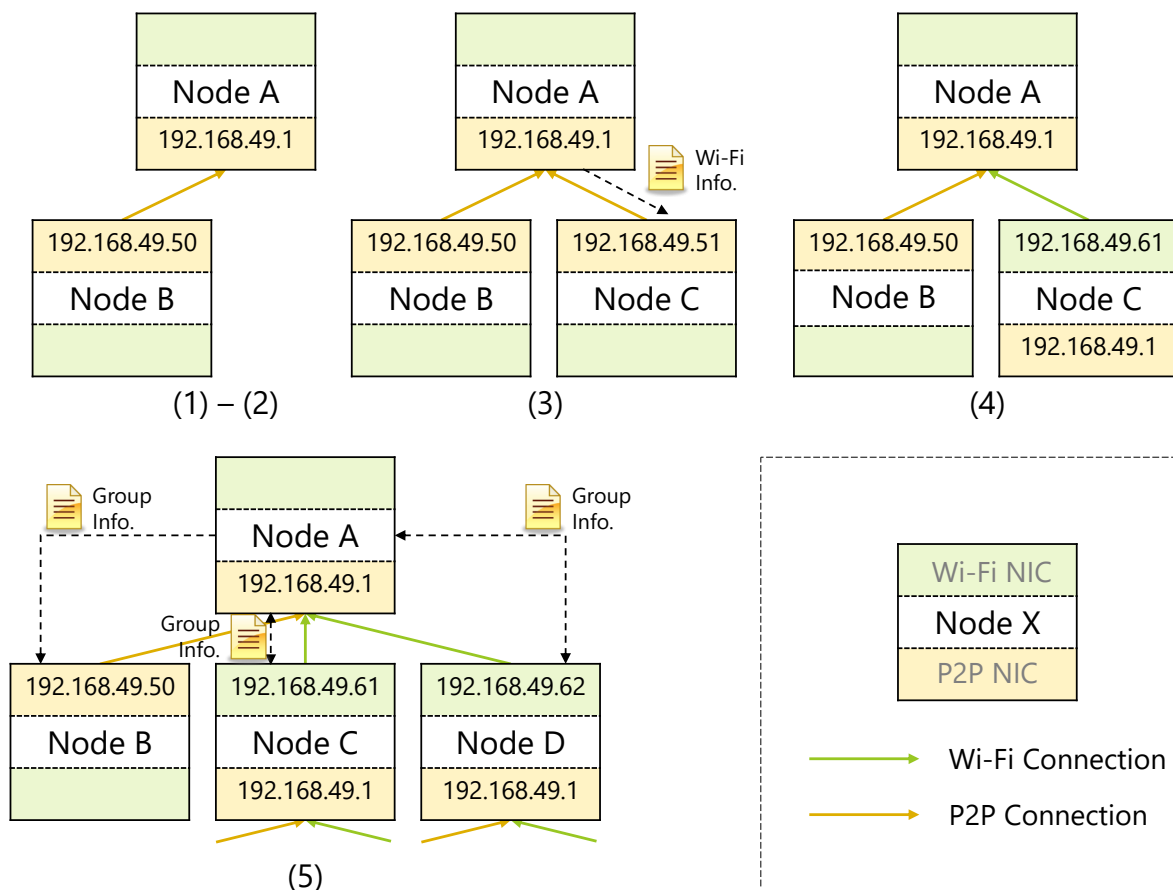 Node A
192.168.49.1
192.168.49.50
Node B
(1) – (2)
Node A
192.168.49.1
Wi-Fi
Info.
192.168.49.50
Node B
192.168.49.51
Node C
(3)
Node A
192.168.49.1
192.168.49.50
Node B
192.168.49.61
Node C
192.168.49.1
(4)
Group
Info.
Node A
192.168.49.1
Group
Info.
Group
Info.
192.168.49.50
Node B
192.168.49.61
Node C
192.168.49.1
192.168.49.62
Node D
192.168.49.1
(5)
Wi-Fi NIC
Node X
P2P NIC
Wi-Fi Connection
P2P Connection